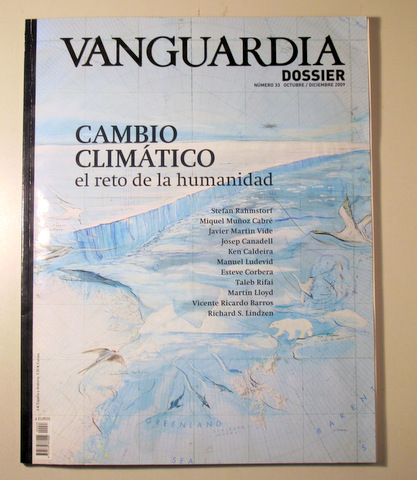 VANGUARDIA
DOSSIER
NÚMERO 33 OCTUBRE / DICIEMBRE 2009
CAMBIO
CLIMÁTICO
el reto de la humanidad
Stefan Rahmstorf
Miquel Muñoz Cabré
Javier Martín Vide
Josep Canadell
Ken Caldeira
Manuel Ludevid
Esteve Corbera
Taleb Rifai
Martin Lloyd
Vicente Ricardo Barros
Richard S. Lindzen
GREENLAND
SEA
BARENTS